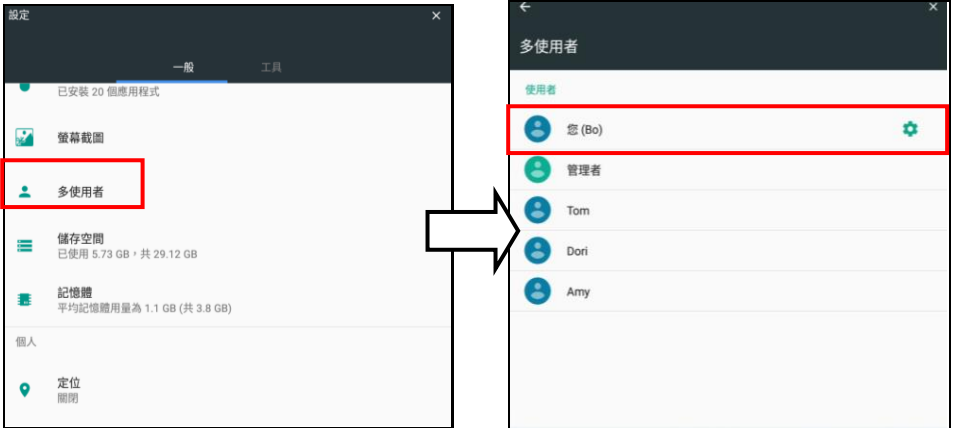 設定
一般
工具
已安裝 20 個應用程式
螢幕截圖
多使用者
儲存空間
已使用 5.73 GB，共 29.12 GB
記憶體
平均記憶體用量為 1.1 GB (共 3.8 GB)
個人
定位
關閉
多使用者
使用者
您 (Bo)
管理者
Tom
Dori
Amy